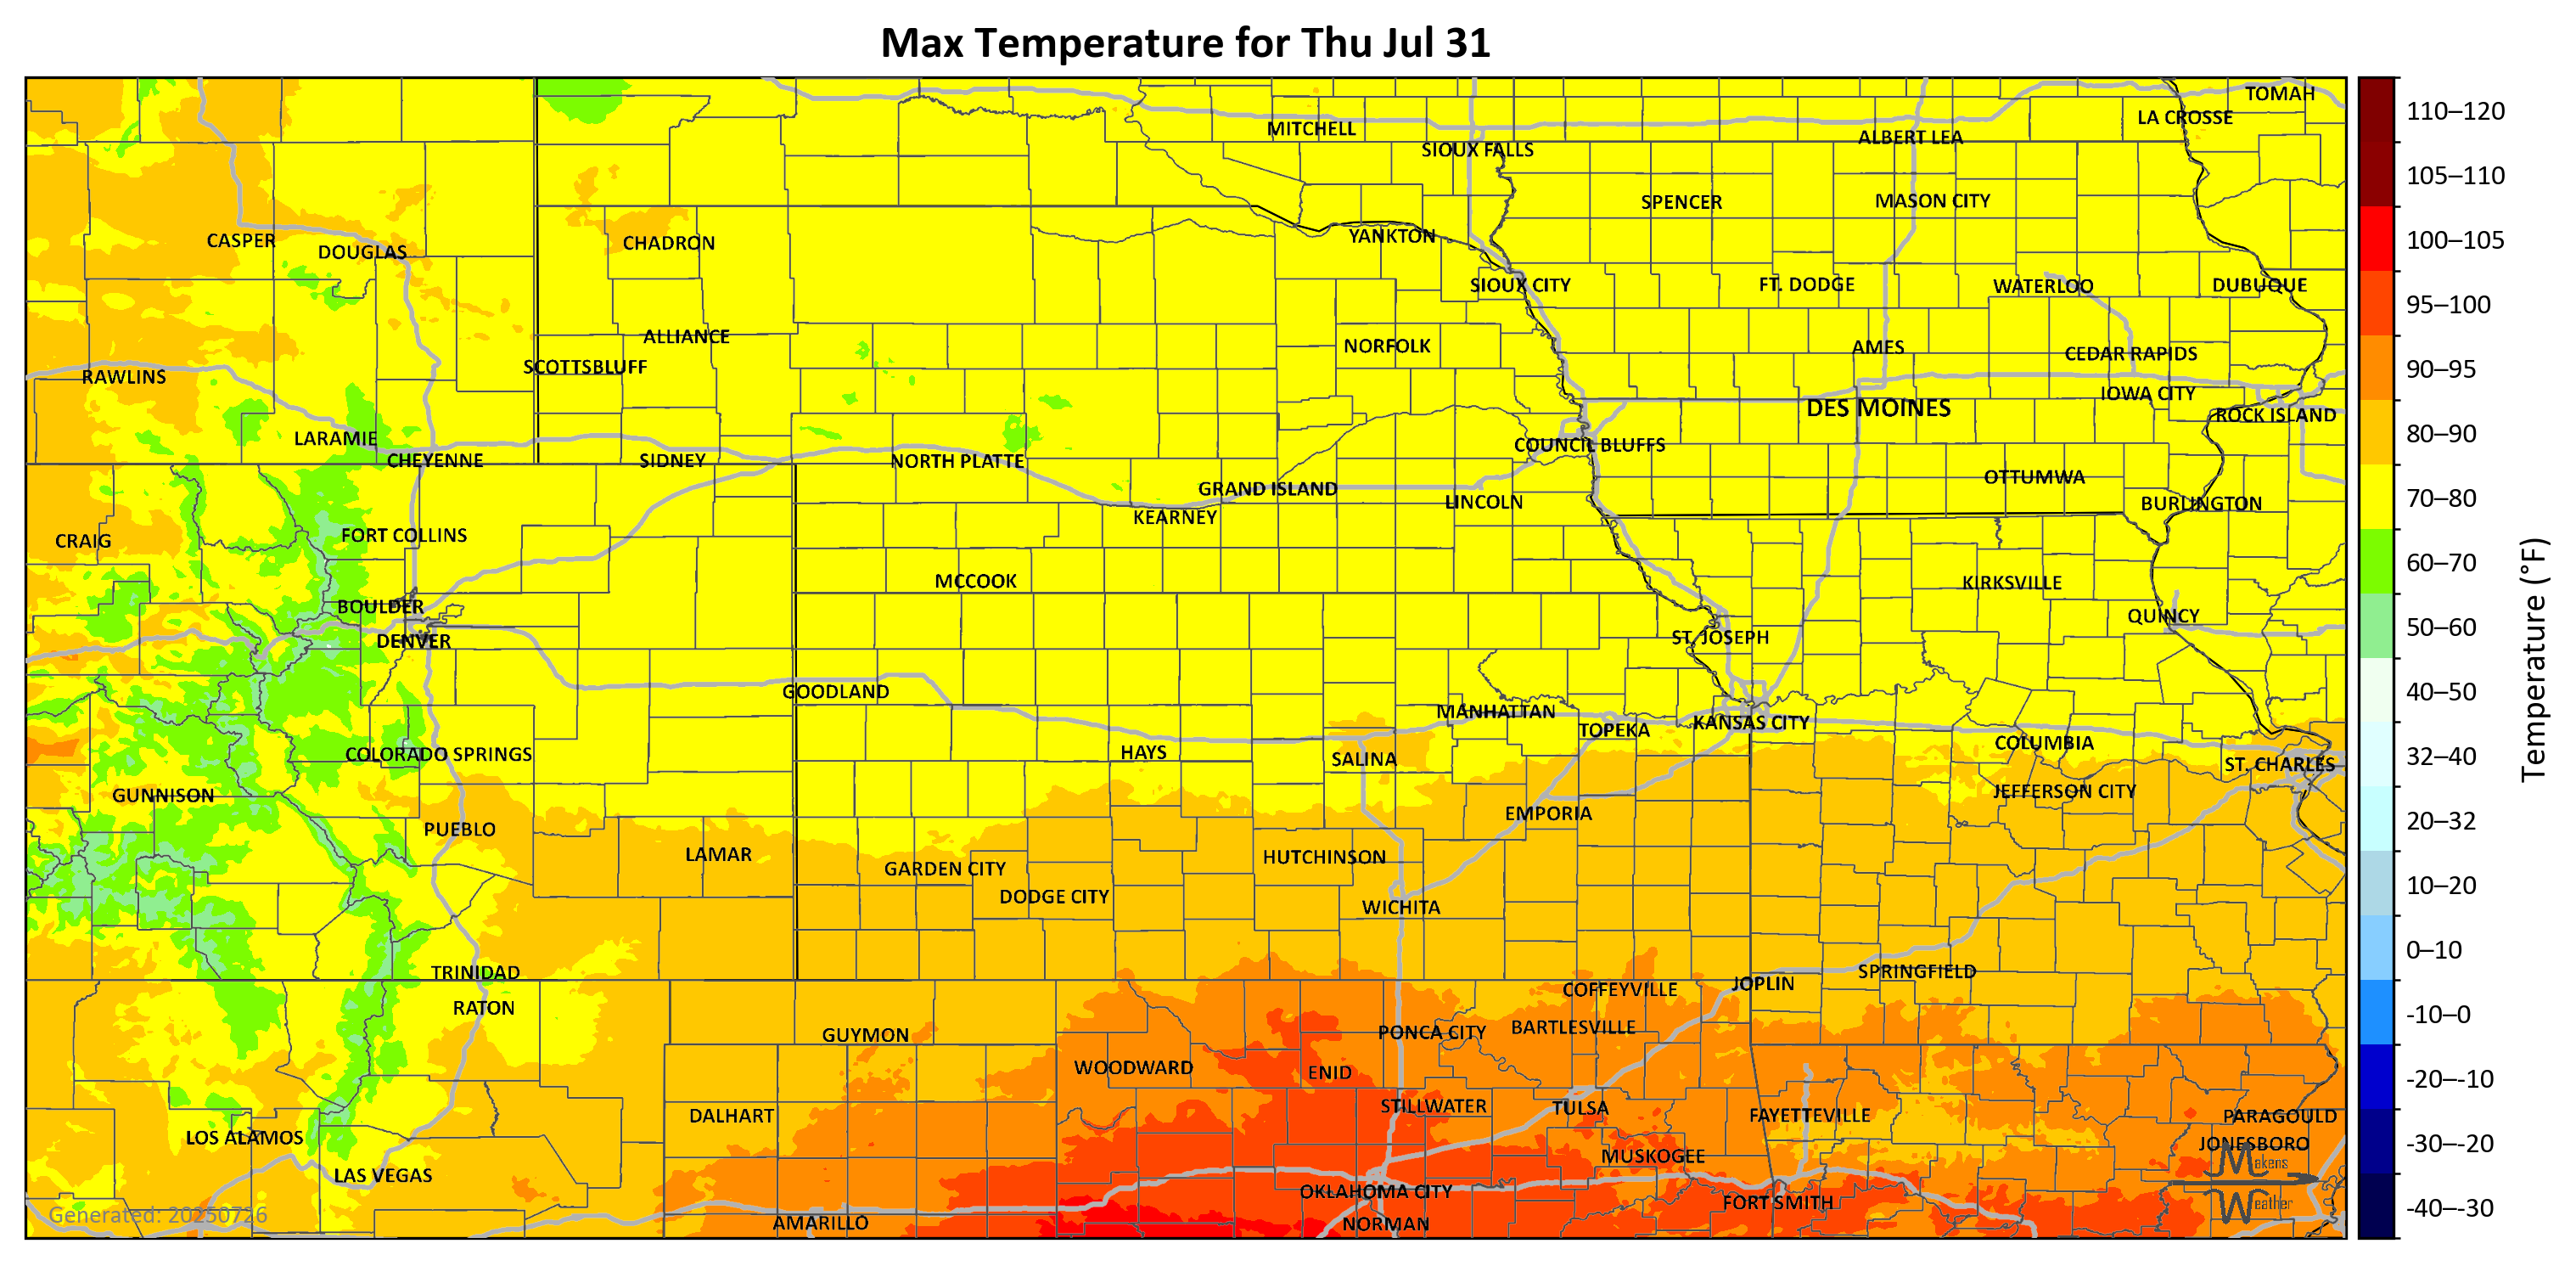 Max Temperature for Thu Jul 31
TOMAH
LA CROSSE
MITCHELL
ALBERT LEA
SIOUX FALLS
SPENCER
MASON CITY
CASPER
DOUGLAS
CHADRON
YANKTON
SIOUX CITY
FT. DODGE
WATERLOO
DUBUQUE
ALLIANCE
NORFOLK
AMES
CEDAR RAPIDS
SCOTTSBLUFF
RAWLINS
IOWA CITY
DES MOINES
ROCK ISLAND
LARAMIE
COUNCIL BLUFFS
CHEYENNE
SIDNEY
NORTH PLATTE
OTTUMWA
GRAND ISLAND
LINCOLN
BURLINGTON
KEARNEY
FORT COLLINS
CRAIG
MCCOOK
KIRKSVILLE
BOULDER
QUINCY
DENVER
ST. JOSEPH
GOODLAND
MANHATTAN
TOPEKA
KANSAS CITY
COLUMBIA
COLORADO SPRINGS
HAYS
SALINA
ST. CHARLES
GUNNISON
JEFFERSON CITY
EMPORIA
PUEBLO
LAMAR
HUTCHINSON
GARDEN CITY
DODGE CITY
WICHITA
TRINIDAD
SPRINGFIELD
JOPLIN
COFFEYVILLE
RATON
GUYMON
PONCA CITY
BARTLESVILLE
WOODWARD
ENID
DALHART
STILLWATER
TULSA
FAYETTEVILLE
PARAGOULD
LOS ALAMOS
JONESBORO
MUSKOGEE
LAS VEGAS
OKLAHOMA CITY
FORT SMITH
AMARILLO
NORMAN
Generated: 20250726
Makens
Weather
110–120
105–110
100–105
95–100
90–95
80–90
70–80
60–70
50–60
40–50
32–40
20–32
10–20
0–10
-10–0
-20–-10
-30–-20
-40–-30
Temperature (°F)